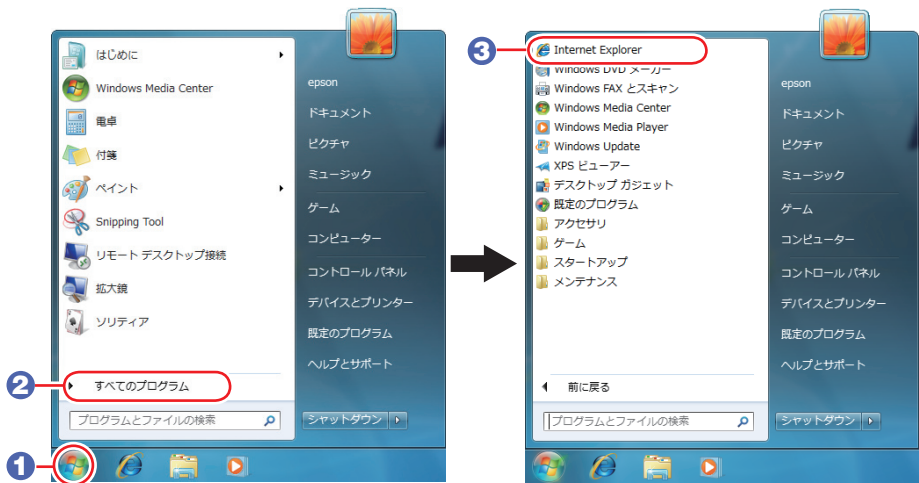 はじめに
Windows Media Center
電卓
付箋
ペイント
Snipping Tool
リモート デスクトップ接続
拡大鏡
ソリティア
2
すべてのプログラム
プログラムとファイルの検索
1
epson
ドキュメント
ピクチャ
ミュージック
ゲーム
コンピューター
コントロール パネル
デバイスとプリンター
既定のプログラム
ヘルプとサポート
シャットダウン
3
Internet Explorer
Windows DVD メーカー
Windows FAX とスキャン
Windows Media Center
Windows Media Player
Windows Update
XPS ビューアー
デスクトップ ガジェット
既定のプログラム
アクセサリ
ゲーム
スタートアップ
メンテナンス
前に戻る
プログラムとファイルの検索
epson
ドキュメント
ピクチャ
ミュージック
ゲーム
コンピューター
コントロール パネル
デバイスとプリンター
既定のプログラム
ヘルプとサポート
シャットダウン